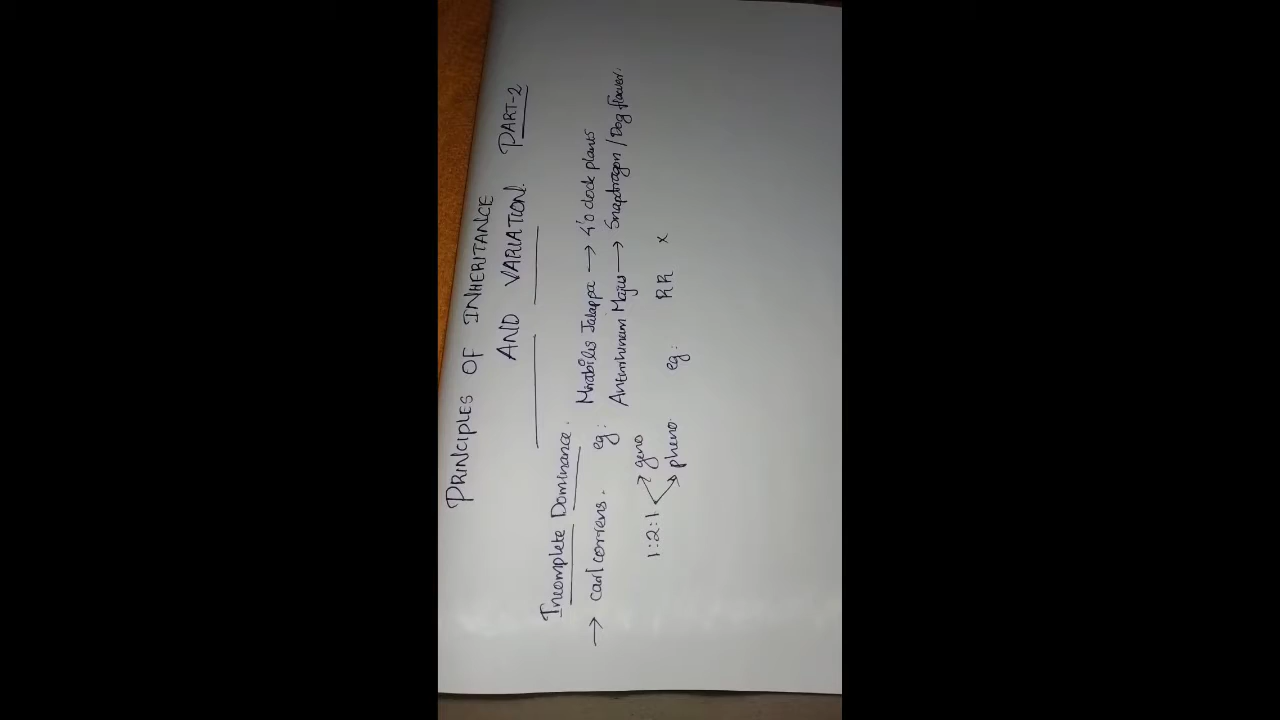 PRINCIPLES OF INHERITANCE
AND VARIATION. PART-2
Incomplete Dominance.
→ Carl correns. eg: Mirabilis Jalappa → 4'o clock plants
Antirrhinum Majus → Snapdragon / Dog flower.
1:2:1 geno
pheno. eg: RR x